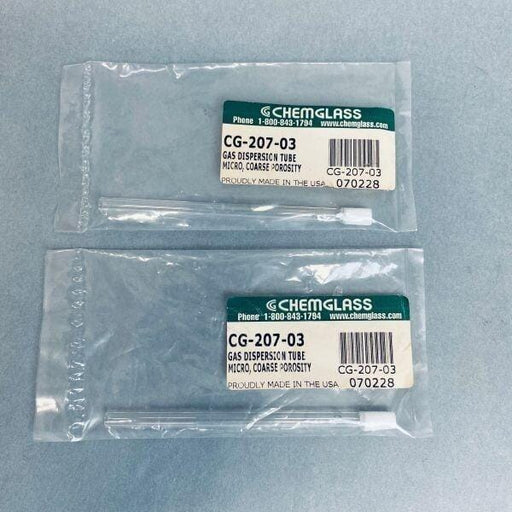 CG CHEMGLASS
Phone 1-800-843-1794 www.chemglass.com
CG-207-03
GAS DISPERSION TUBE
MICRO, COARSE POROSITY
CG-207-03
PROUDLY MADE IN THE USA 070228
CG CHEMGLASS
Phone 1-800-843-1794 www.chemglass.com
CG-207-03
GAS DISPERSION TUBE
MICRO, COARSE POROSITY
CG-207-03
PROUDLY MADE IN THE USA 070228